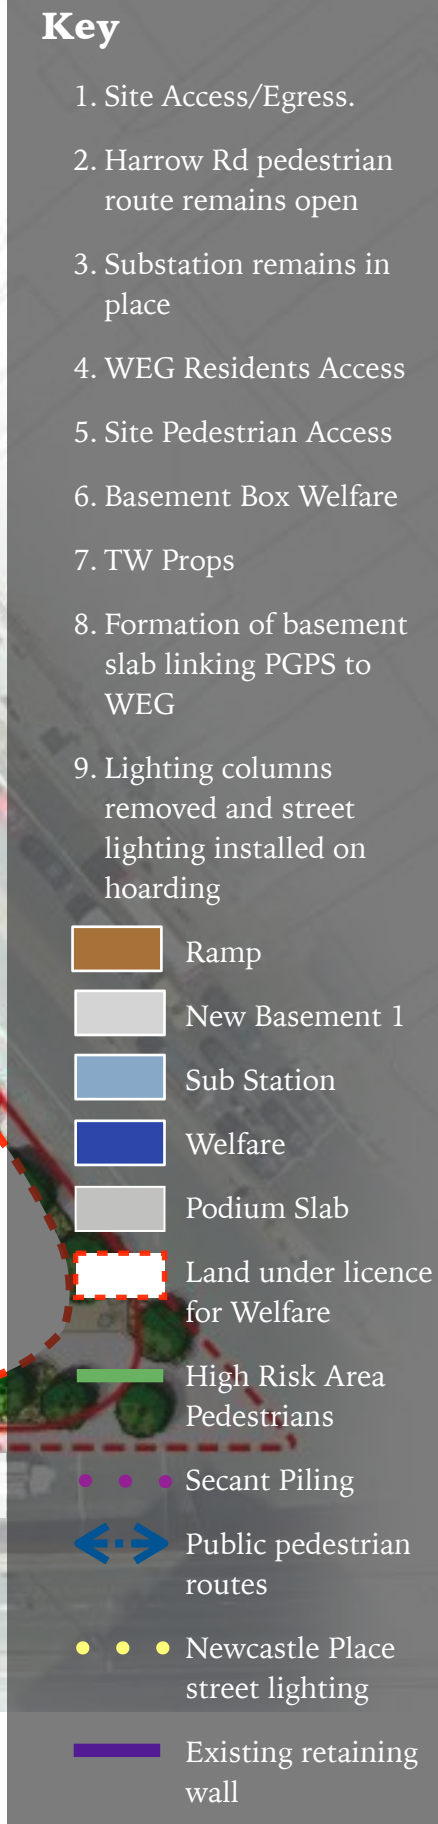 Key
1. Site Access/Egress.
2. Harrow Rd pedestrian
route remains open
3. Substation remains in
place
4. WEG Residents Access
5. Site Pedestrian Access
6. Basement Box Welfare
7. TW Props
8. Formation of basement
slab linking PGPS to
WEG
9. Lighting columns
removed and street
lighting installed on
hoarding
Ramp
New Basement 1
Sub Station
Welfare
Podium Slab
Land under licence
for Welfare
High Risk Area
Pedestrians
Secant Piling
Public pedestrian
routes
Newcastle Place
street lighting
Existing retaining
wall